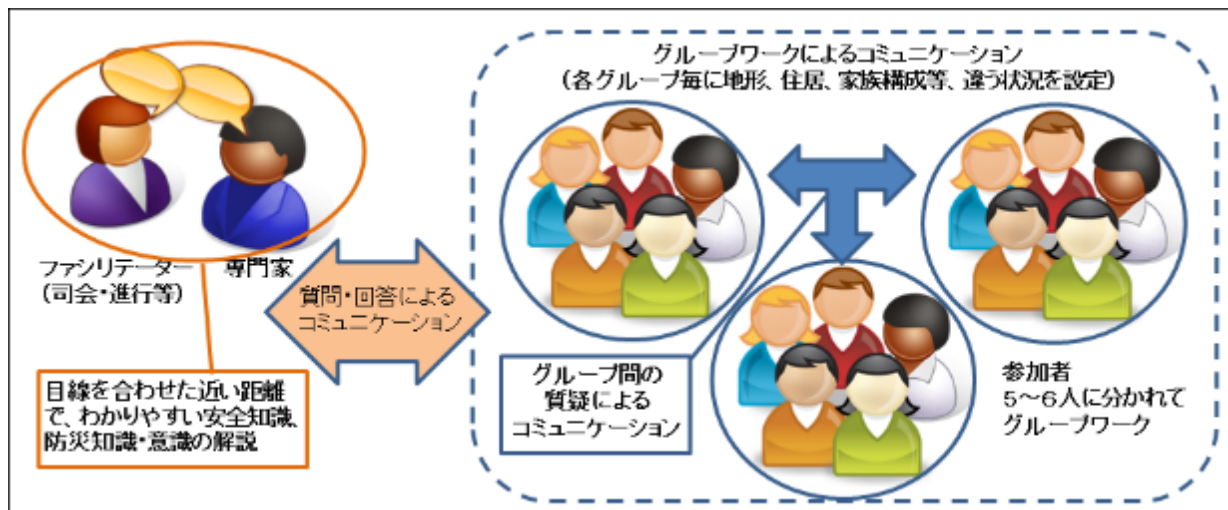 グループワークによるコミュニケーション
（各グループ毎に地形、住居、家族構成等、違う状況を設定）
ファシリテーター
（司会・進行等）
専門家
質問・回答による
コミュニケーション
目線を合わせた近い距離
で、わかりやすい安全知識、
防災知識・意識の解説
グループ間の
質疑による
コミュニケーション
参加者
５～６人に分かれて
グループワーク